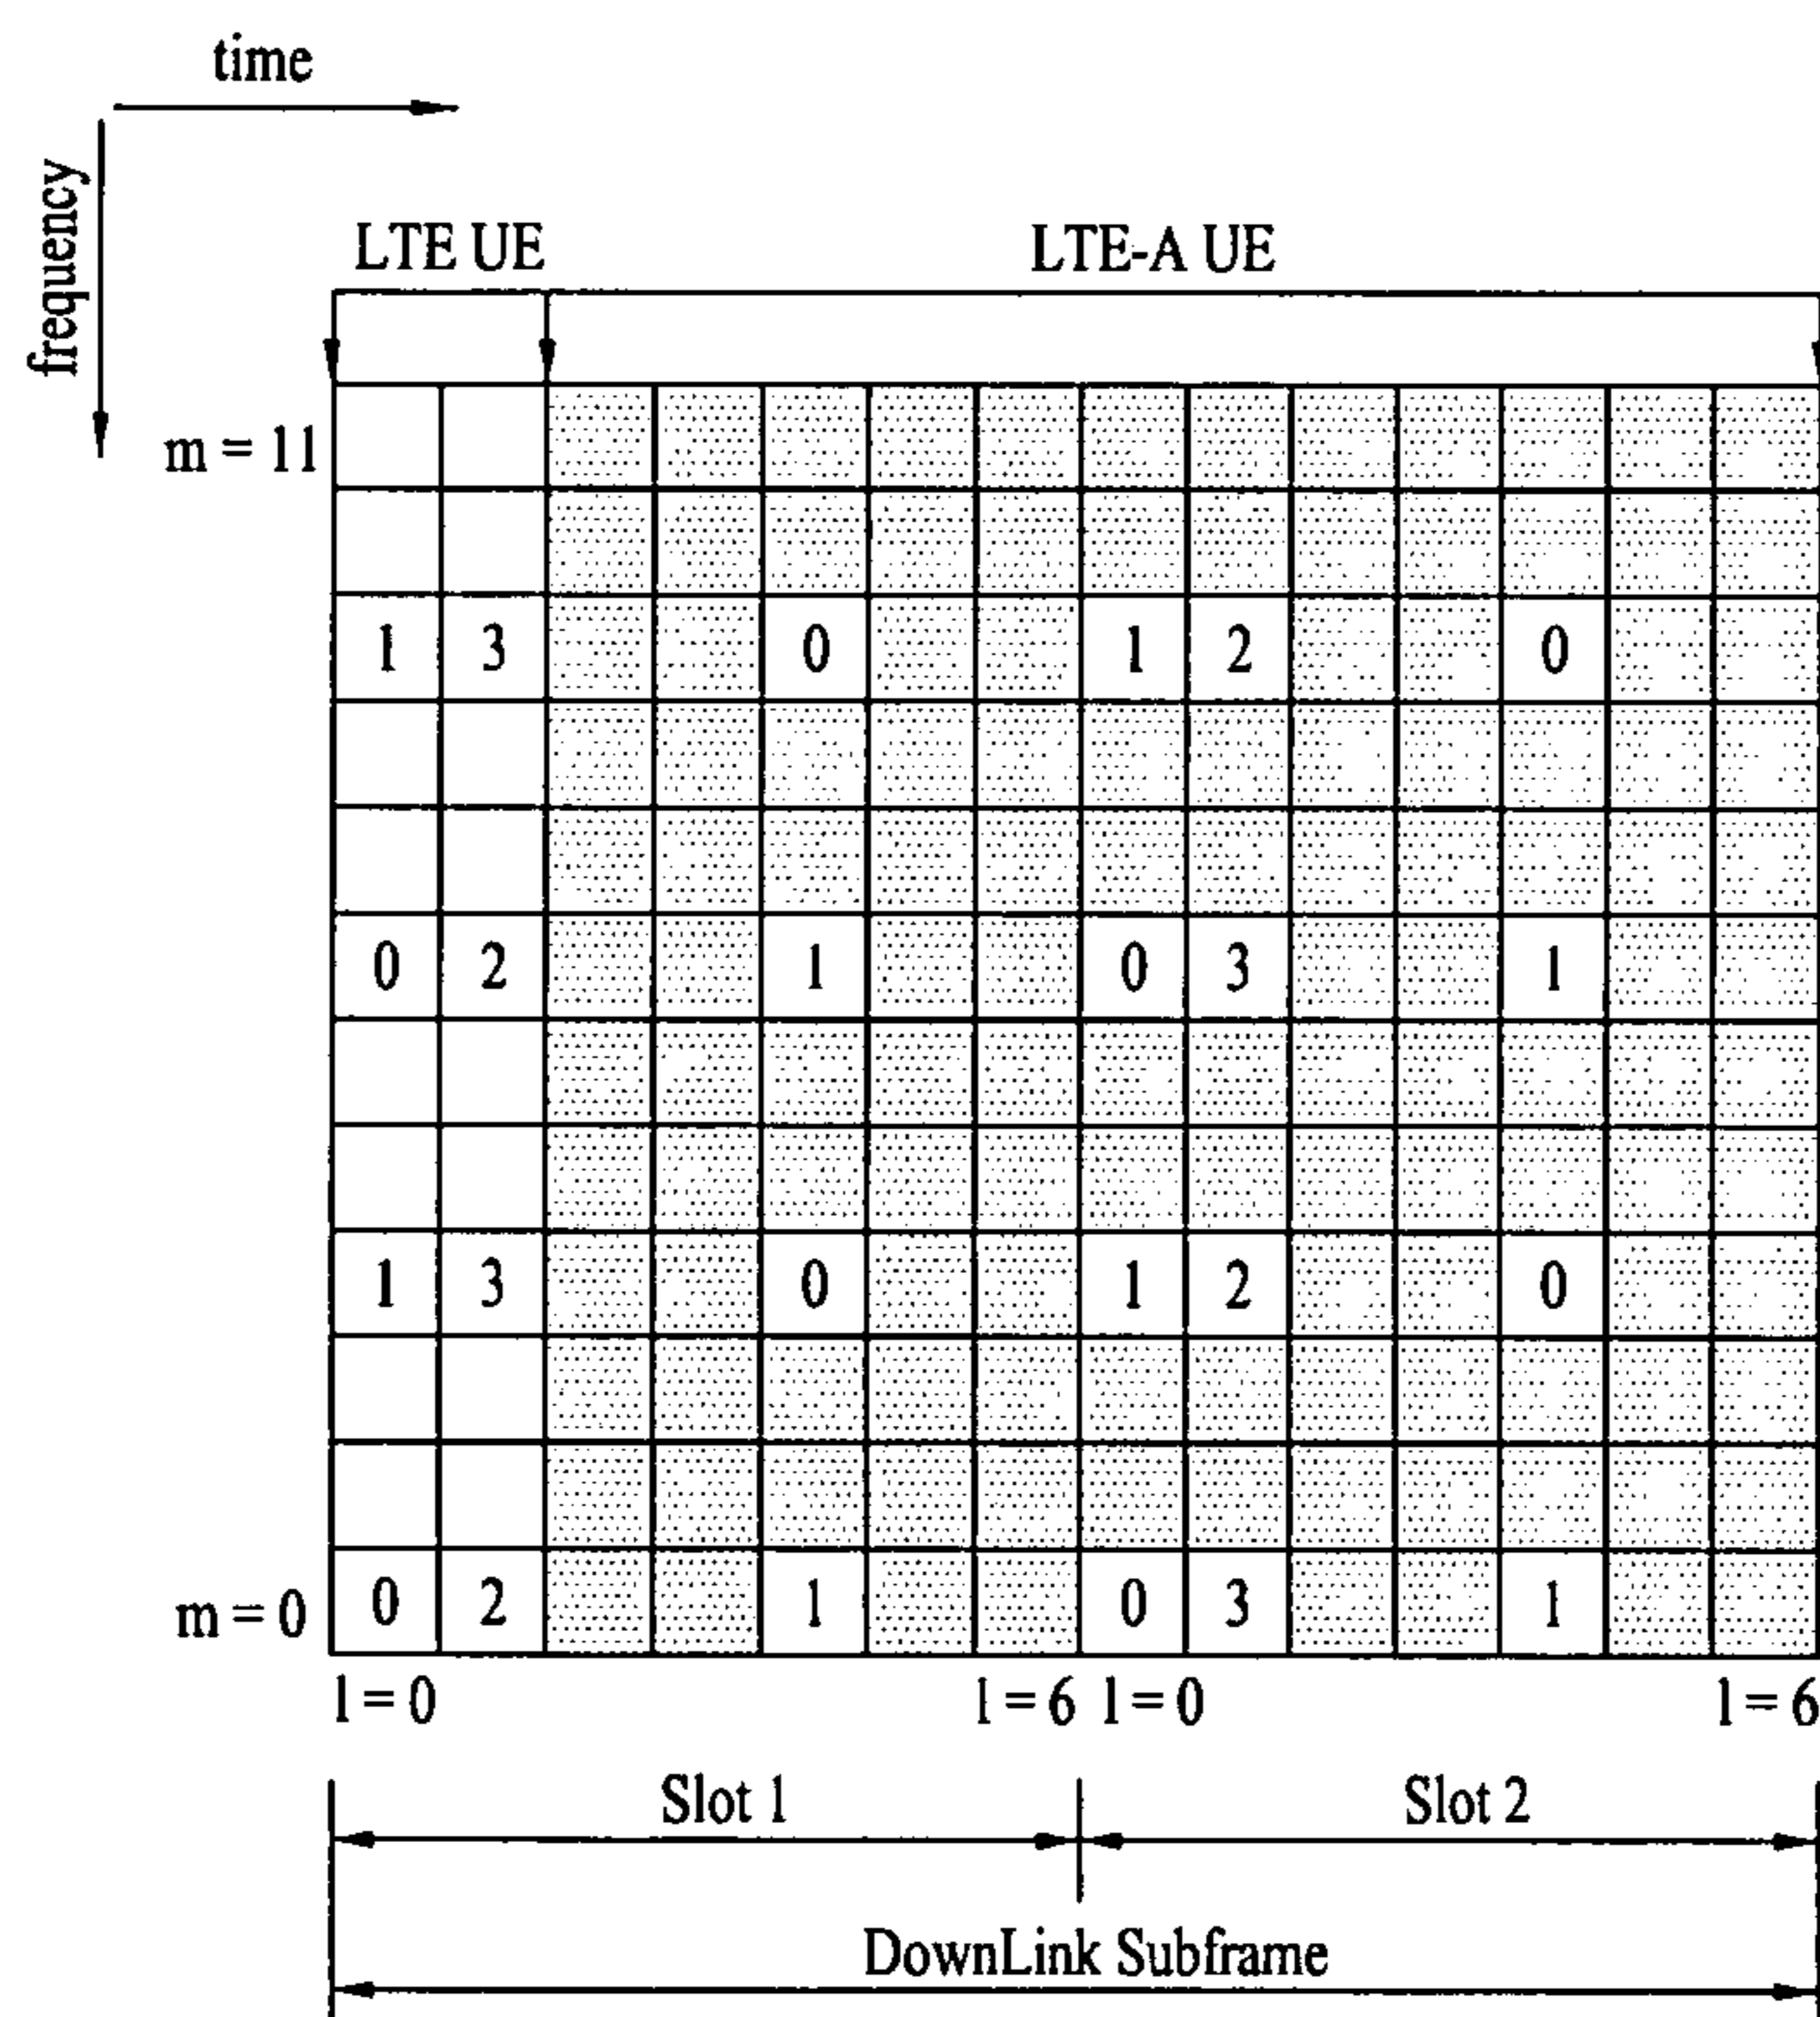 time
frequency
LTE UE LTE-A UE
m = 11
1 3 0 1 2 0
0 2 1 0 3 1
1 3 0 1 2 0
m = 0 0 2 1 0 3 1
l = 0 l = 6 l = 0 l = 6
Slot 1 Slot 2
DownLink Subframe